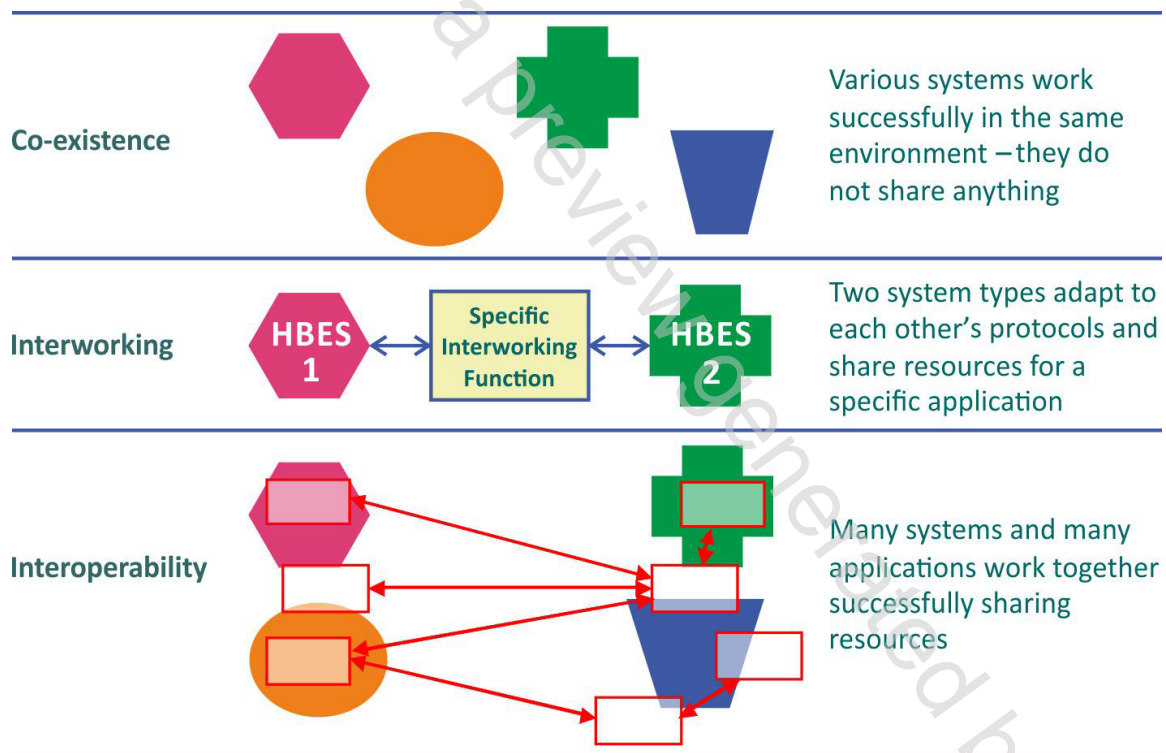 Co-existence
Various systems work
successfully in the same
environment – they do
not share anything
Interworking
HBES
1
Specific
Interworking
Function
HBES
2
Two system types adapt to
each other's protocols and
share resources for a
specific application
Interoperability
Many systems and many
applications work together
successfully sharing
resources
a preview generated b